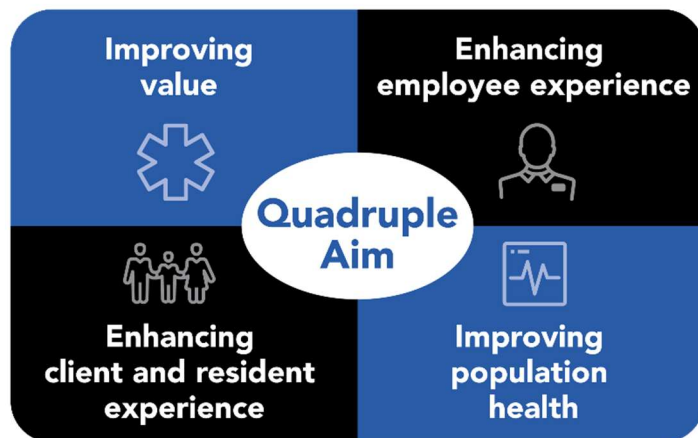 Improving
value
Enhancing
employee experience
Quadruple
Aim
Enhancing
client and resident
experience
Improving
population
health